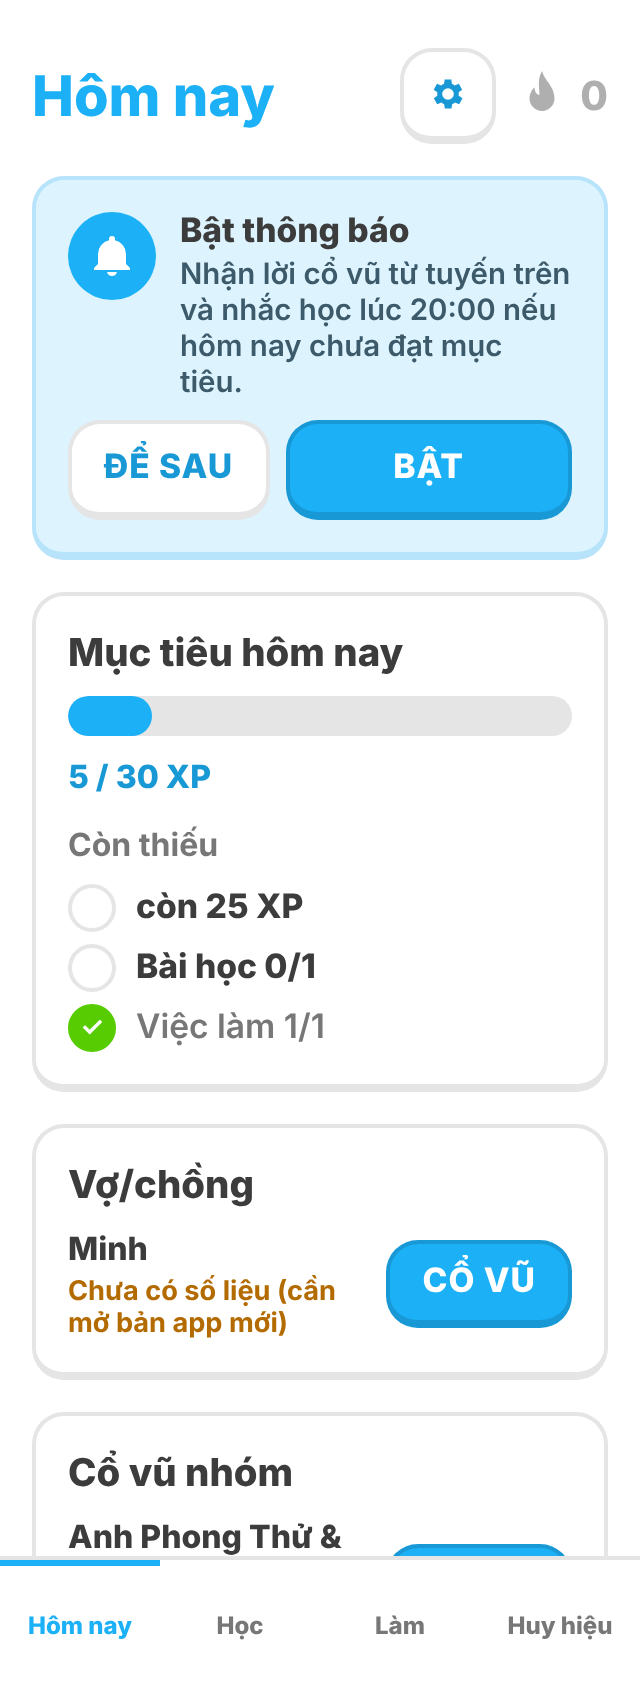 Hôm nay
0
Bật thông báo
Nhận lời cổ vũ từ tuyến trên
và nhắc học lúc 20:00 nếu
hôm nay chưa đạt mục
tiêu.
ĐỂ SAU
BẬT
Mục tiêu hôm nay
5 / 30 XP
Còn thiếu
còn 25 XP
Bài học 0/1
Việc làm 1/1
Vợ/chồng
Minh
Chưa có số liệu (cần
mở bản app mới)
CỔ VŨ
Cổ vũ nhóm
Anh Phong Thử &
Hôm nay
Học
Làm
Huy hiệu